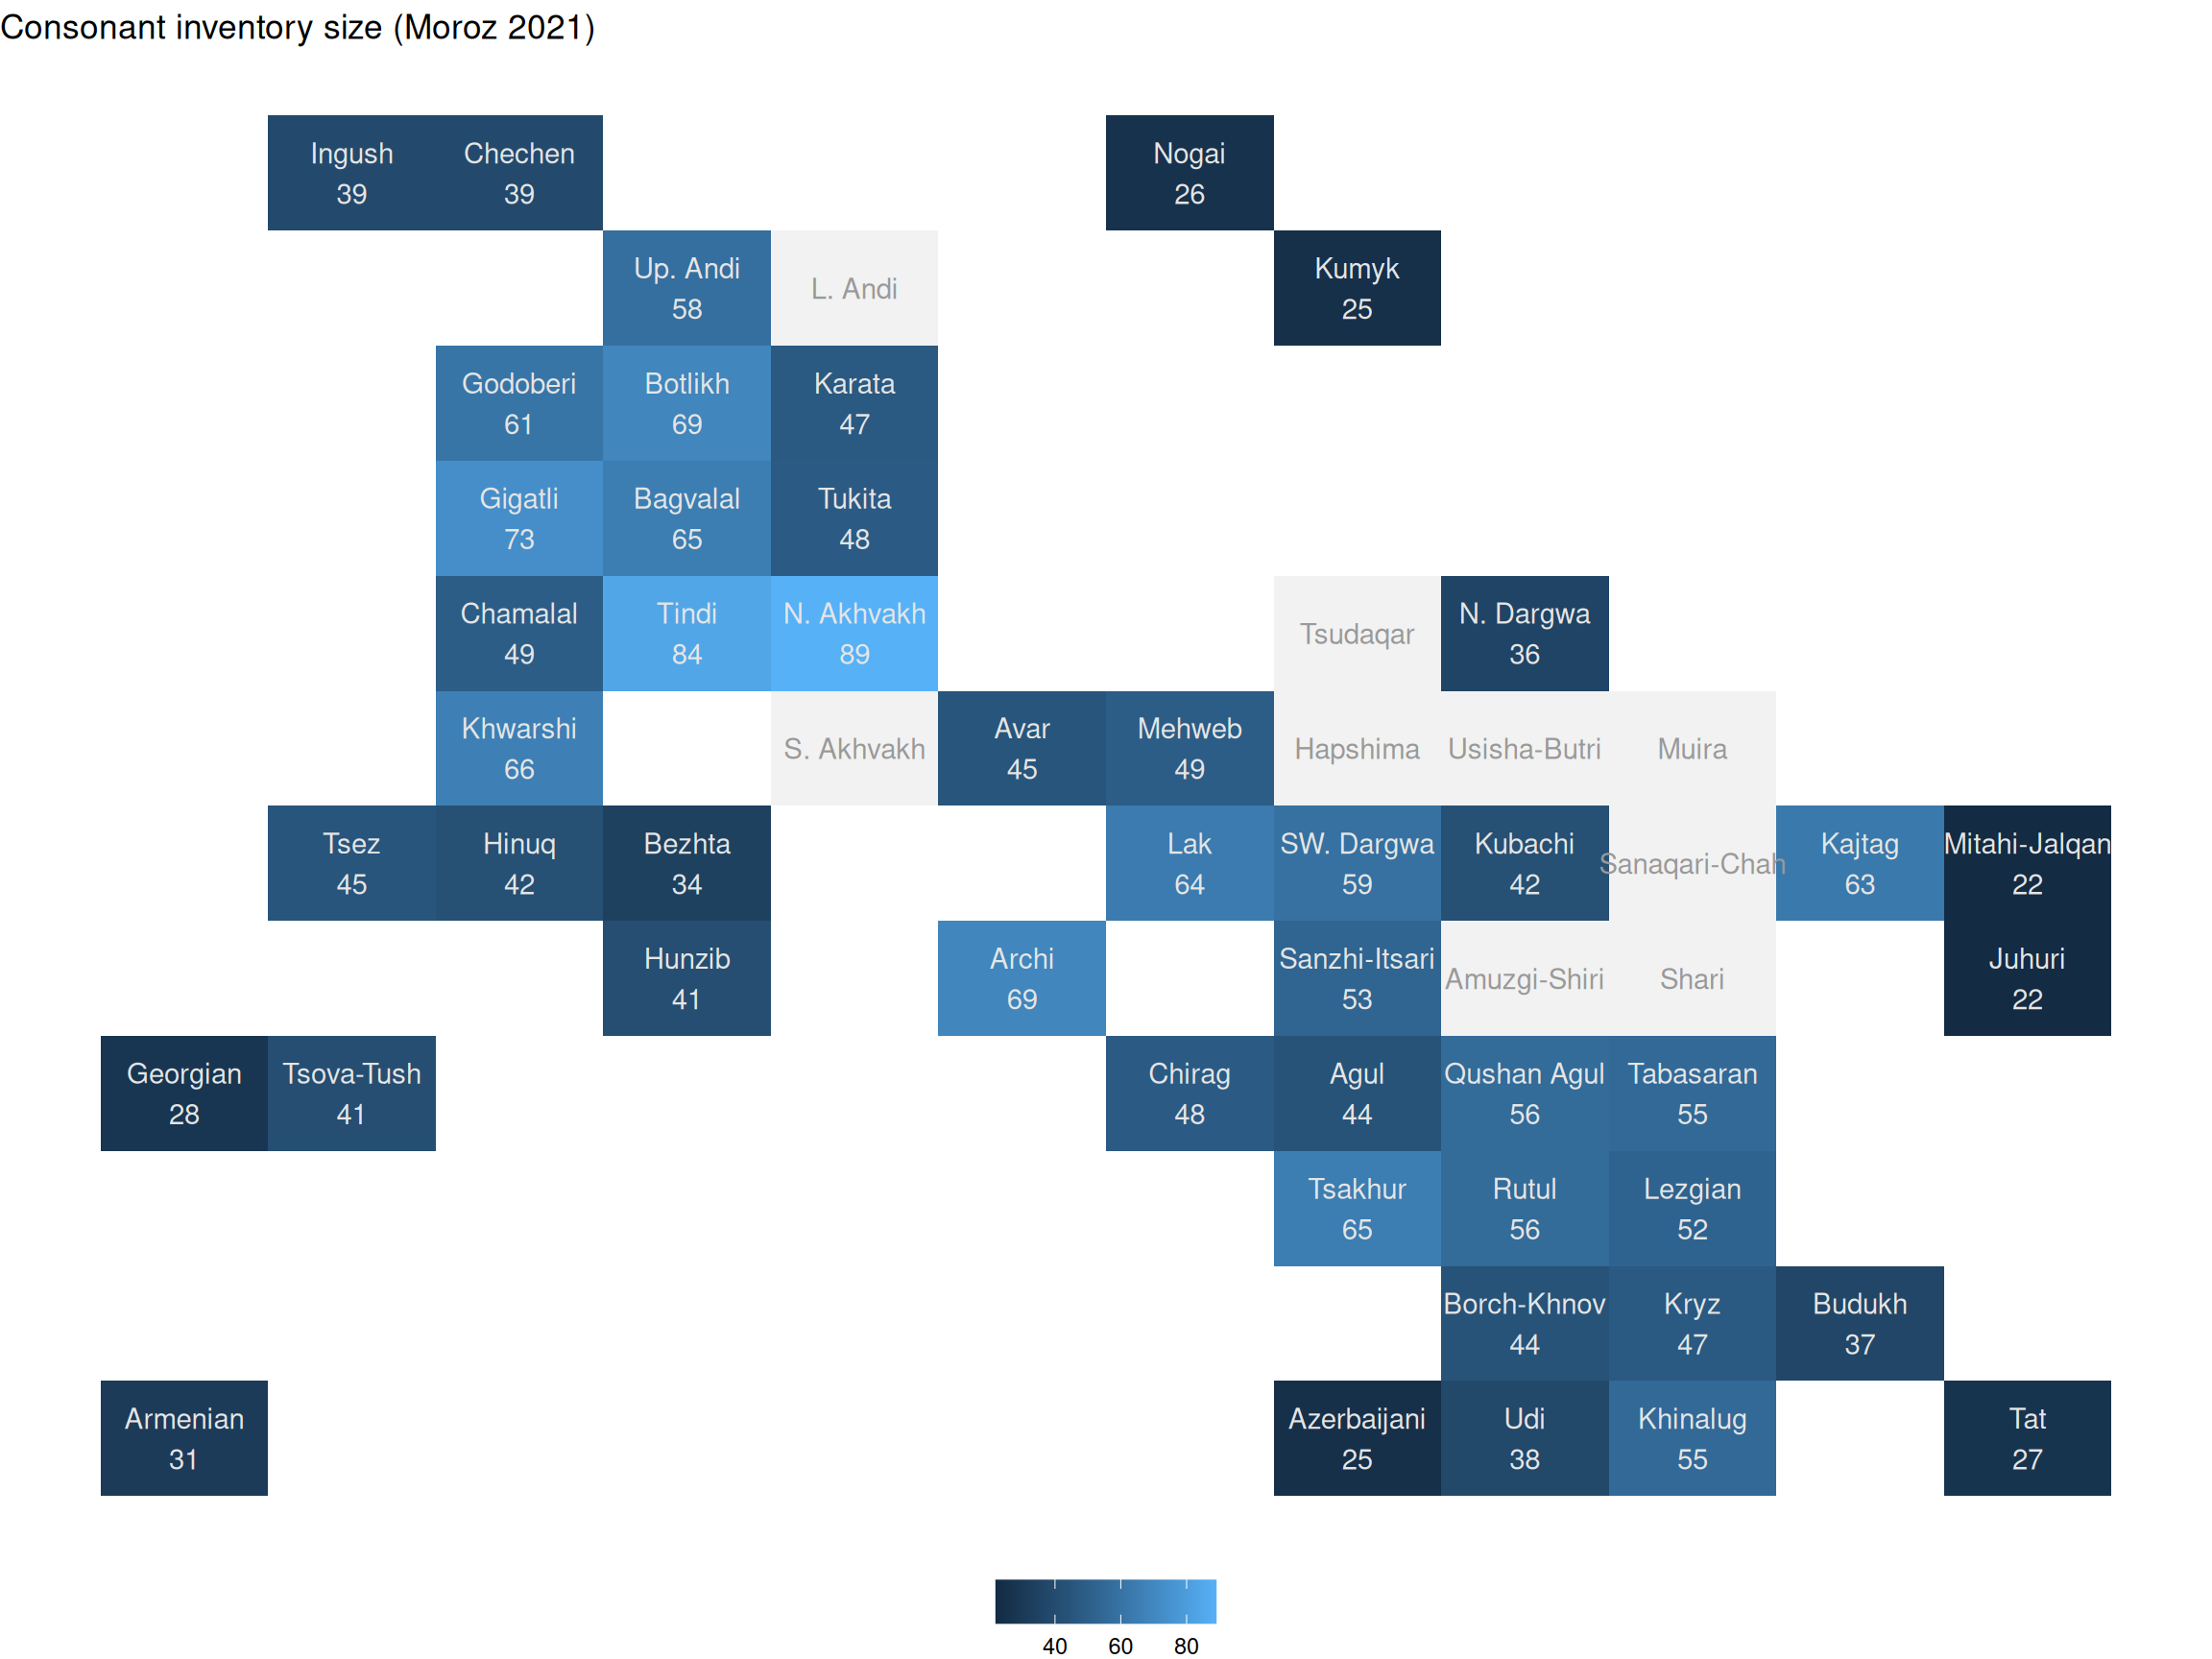 Consonant inventory size (Moroz 2021)
Ingush
39
Chechen
39
Nogai
26
Up. Andi
58
L. Andi
Kumyk
25
Godoberi
61
Botlikh
69
Karata
47
Gigatli
73
Bagvalal
65
Tukita
48
Chamalal
49
Tindi
84
N. Akhvakh
89
Tsudaqar
N. Dargwa
36
Khwarshi
66
S. Akhvakh
Avar
45
Mehweb
49
Hapshima
Usisha-Butri
Muira
Tsez
45
Hinuq
42
Bezhta
34
Lak
64
SW. Dargwa
59
Kubachi
42
Sanaqari-Chah
Kajtag
63
Mitahi-Jalqan
22
Hunzib
41
Archi
69
Sanzhi-Itsari
53
Amuzgi-Shiri
Shari
Juhuri
22
Georgian
28
Tsova-Tush
41
Chirag
48
Agul
44
Qushan Agul
56
Tabasaran
55
Tsakhur
65
Rutul
56
Lezgian
52
Borch-Khnov
44
Kryz
47
Budukh
37
Armenian
31
Azerbaijani
25
Udi
38
Khinalug
55
Tat
27
40 60 80